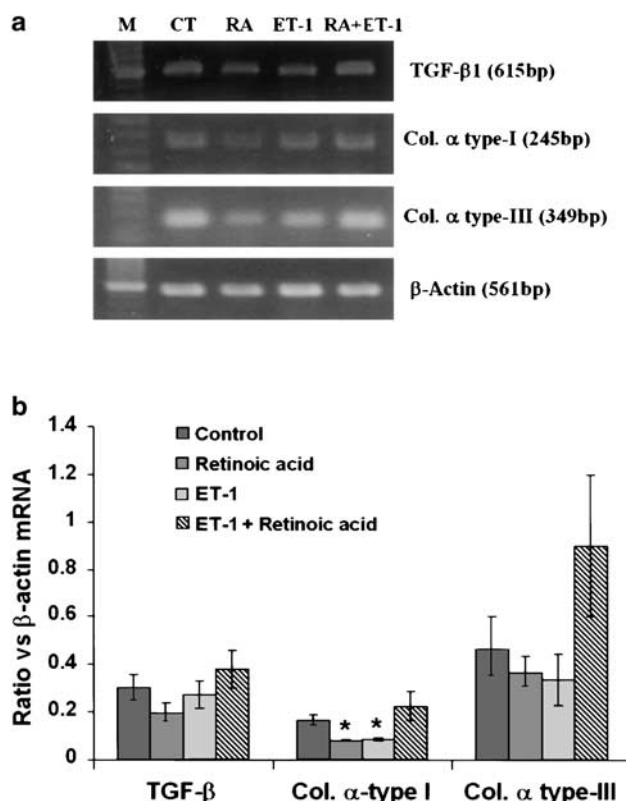 a
M CT RA ET-1 RA+ET-1
TGF-β1 (615bp)
Col. α type-I (245bp)
Col. α type-III (349bp)
β-Actin (561bp)
b
Ratio vs β-actin mRNA
1.4
1.2
1
0.8
0.6
0.4
0.2
0
Control
Retinoic acid
ET-1
ET-1 + Retinoic acid
* *
TGF-β Col. α-type I Col. α type-III